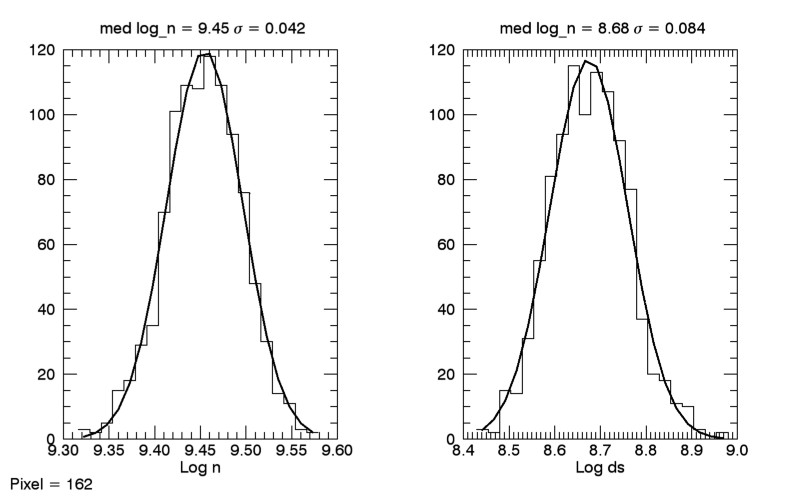 med log_n = 9.45 σ = 0.042
120
100
80
60
40
20
0
9.30 9.35 9.40 9.45 9.50 9.55 9.60
Log n
med log_n = 8.68 σ = 0.084
120
100
80
60
40
20
0
8.4 8.5 8.6 8.7 8.8 8.9 9.0
Log ds
Pixel = 162